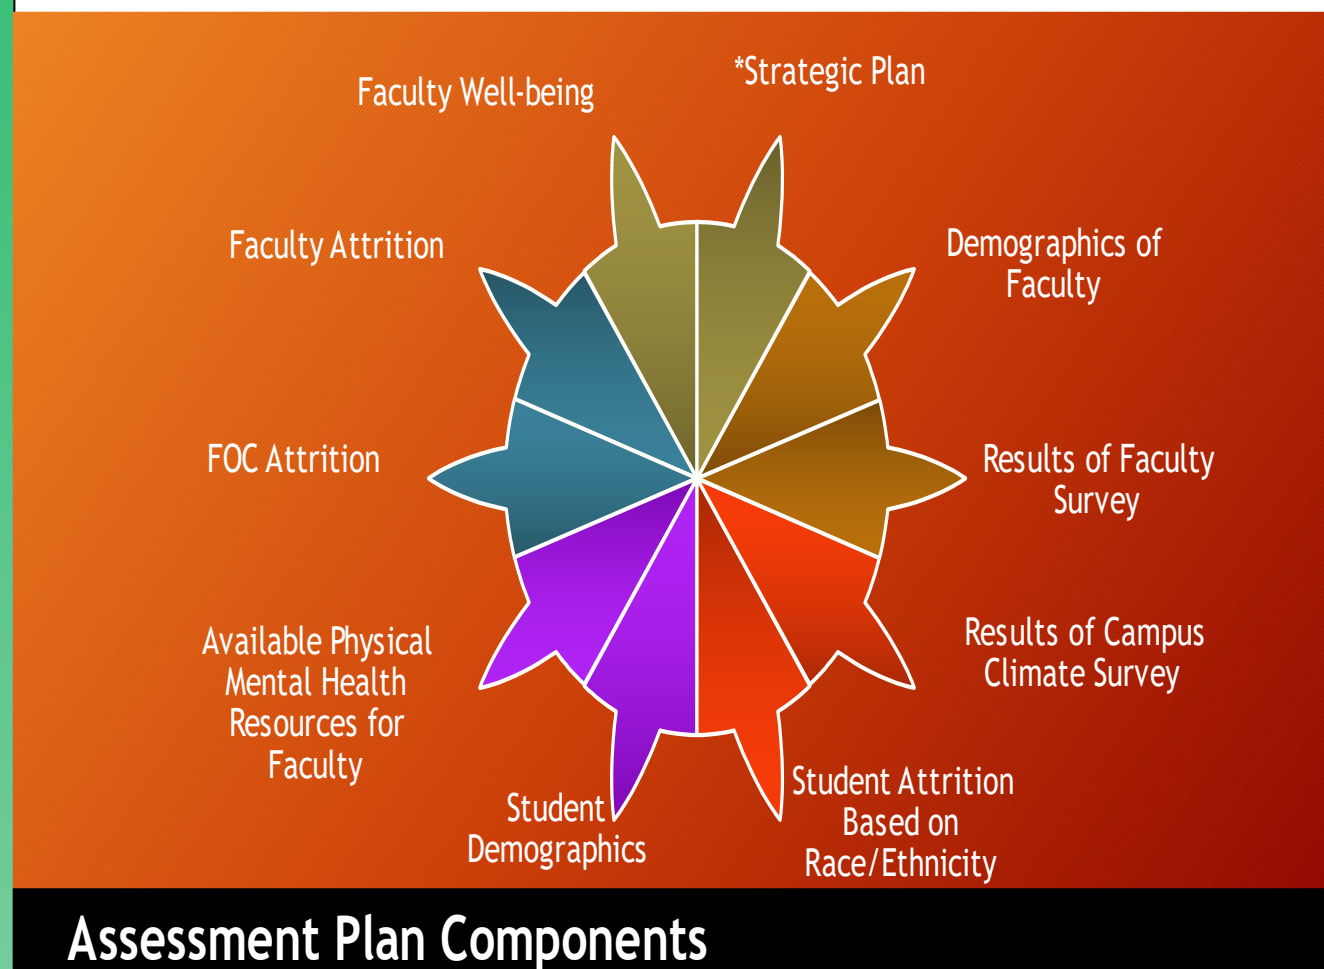 *Strategic Plan
Demographics of
Faculty
Results of Faculty
Survey
Results of Campus
Climate Survey
Student Attrition
Based on
Race/Ethnicity
Student
Demographics
Available Physical
Mental Health
Resources for
Faculty
FOC Attrition
Faculty Attrition
Faculty Well-being
Assessment Plan Components